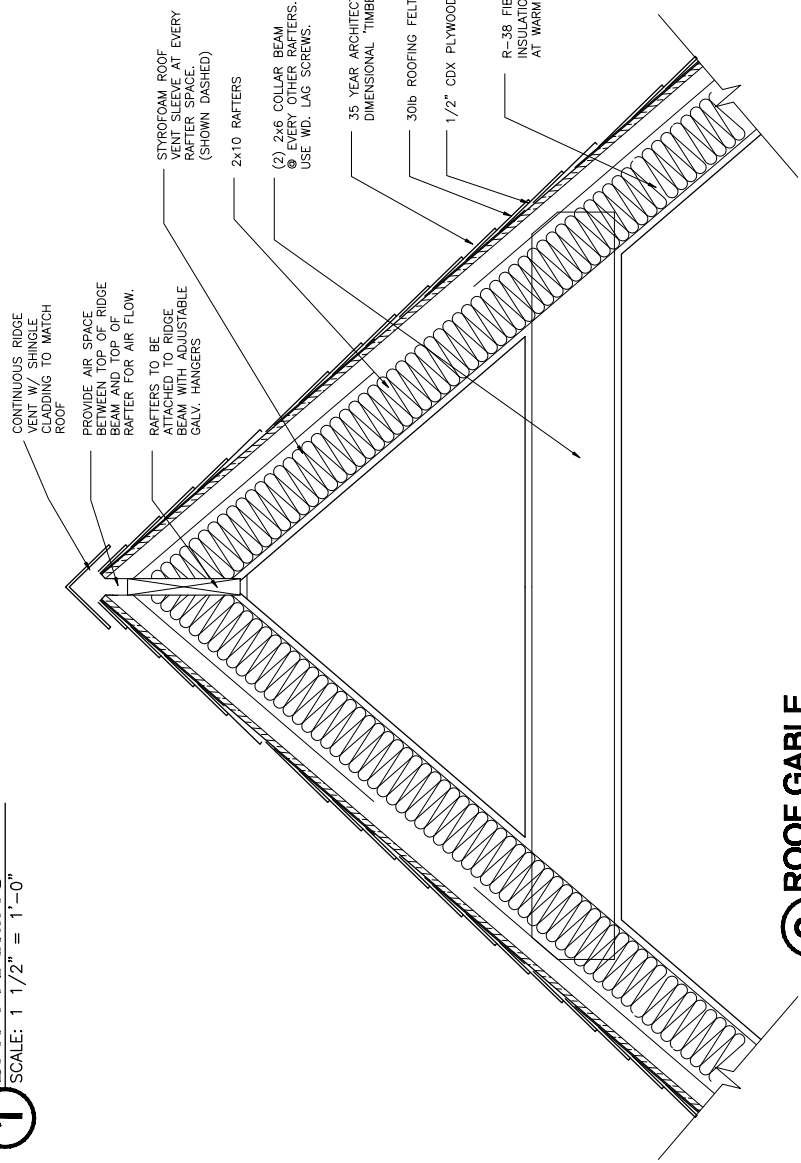 SCALE: 1 1/2" = 1'-0"
CONTINUOUS RIDGE
VENT W/ SHINGLE
CLADDING TO MATCH
ROOF
PROVIDE AIR SPACE
BETWEEN TOP OF RIDGE
BEAM AND TOP OF
RAFTER FOR AIR FLOW.
RAFTERS TO BE
ATTACHED TO RIDGE
BEAM WITH ADJUSTABLE
GALV. HANGERS
STYROFOAM ROOF
VENT SLEEVE AT EVERY
RAFTER SPACE.
(SHOWN DASHED)
2x10 RAFTERS
(2) 2x6 COLLAR BEAM
@ EVERY OTHER RAFTERS.
USE WD. LAG SCREWS.
35 YEAR
DIMENSIONAL
30lb ROOFING FELT
1/2" CDX PLYWOOD
R-38
INSULATION
AT WARM
1
ROOF GABLE